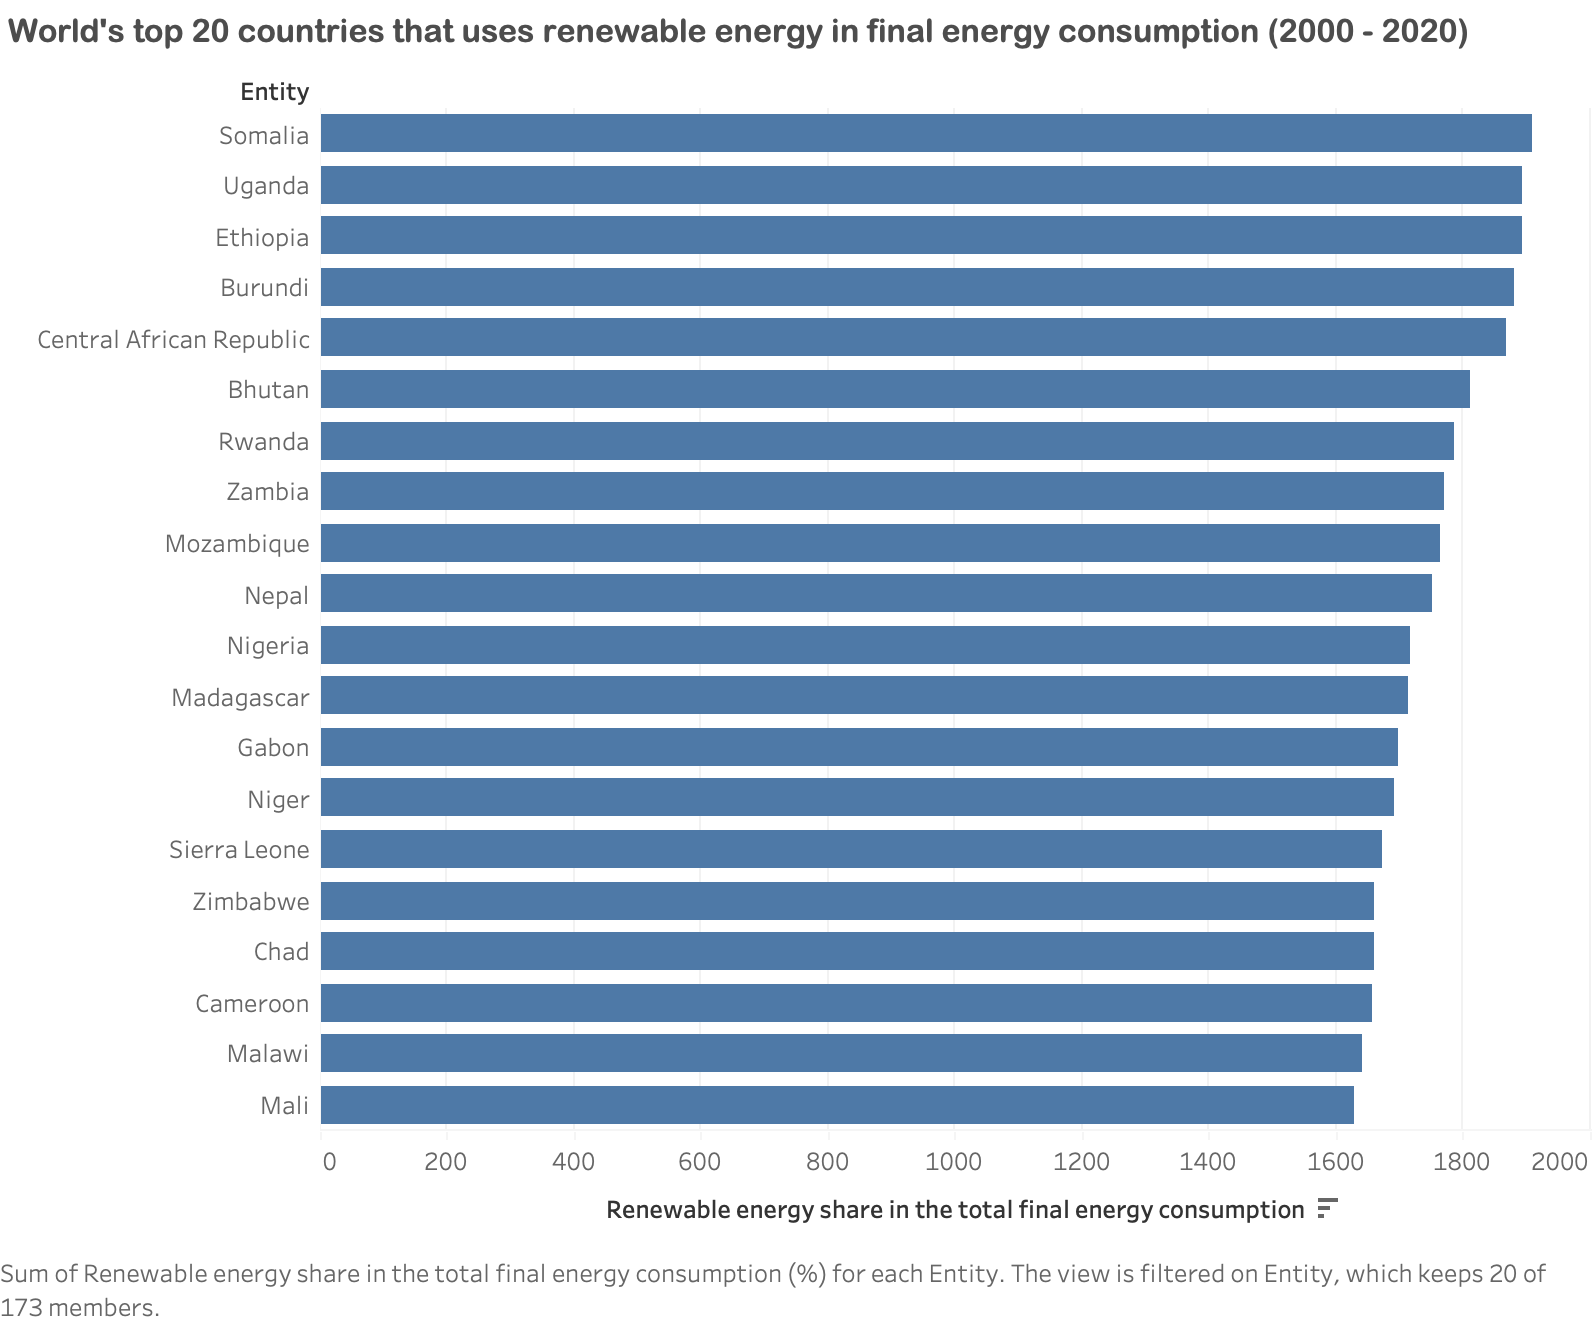 World's top 20 countries that uses renewable energy in final energy consumption (2000 - 2020)
Entity
Somalia
Uganda
Ethiopia
Burundi
Central African Republic
Bhutan
Rwanda
Zambia
Mozambique
Nepal
Nigeria
Madagascar
Gabon
Niger
Sierra Leone
Zimbabwe
Chad
Cameroon
Malawi
Mali
0 200 400 600 800 1000 1200 1400 1600 1800 2000
Renewable energy share in the total final energy consumption
Sum of Renewable energy share in the total final energy consumption (%) for each Entity. The view is filtered on Entity, which keeps 20 of
173 members.